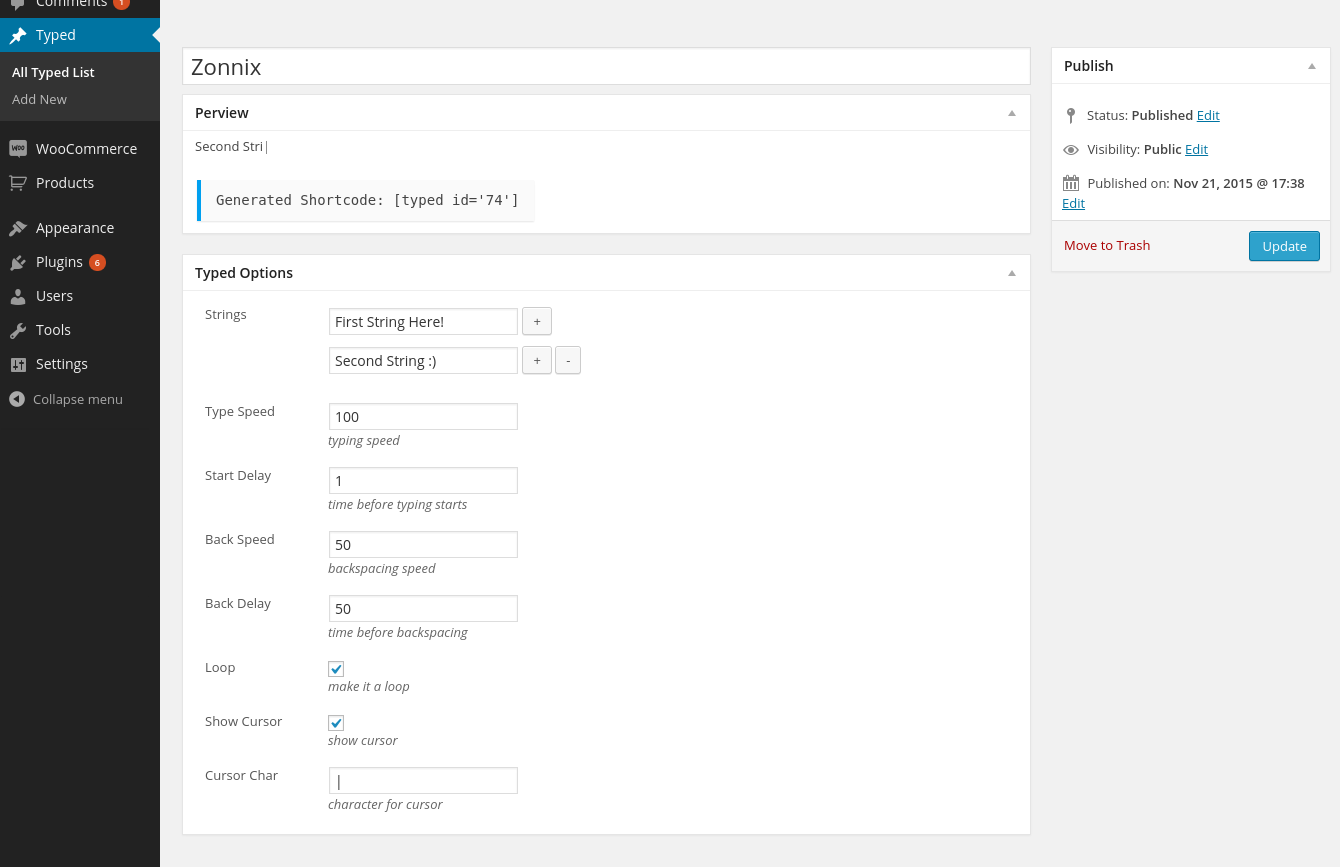 Comments 1
Typed
All Typed List
Add New
WooCommerce
Products
Appearance
Plugins 6
Users
Tools
Settings
Collapse menu
Zonnix
Perview
Second Stri|
Generated Shortcode: [typed id='74']
Typed Options
Strings
First String Here! +
Second String :) + -
Type Speed
100
typing speed
Start Delay
1
time before typing starts
Back Speed
50
backspacing speed
Back Delay
50
time before backspacing
Loop
make it a loop
Show Cursor
show cursor
Cursor Char
|
character for cursor
Publish
Status: Published Edit
Visibility: Public Edit
Published on: Nov 21, 2015 @ 17:38
Edit
Move to Trash
Update